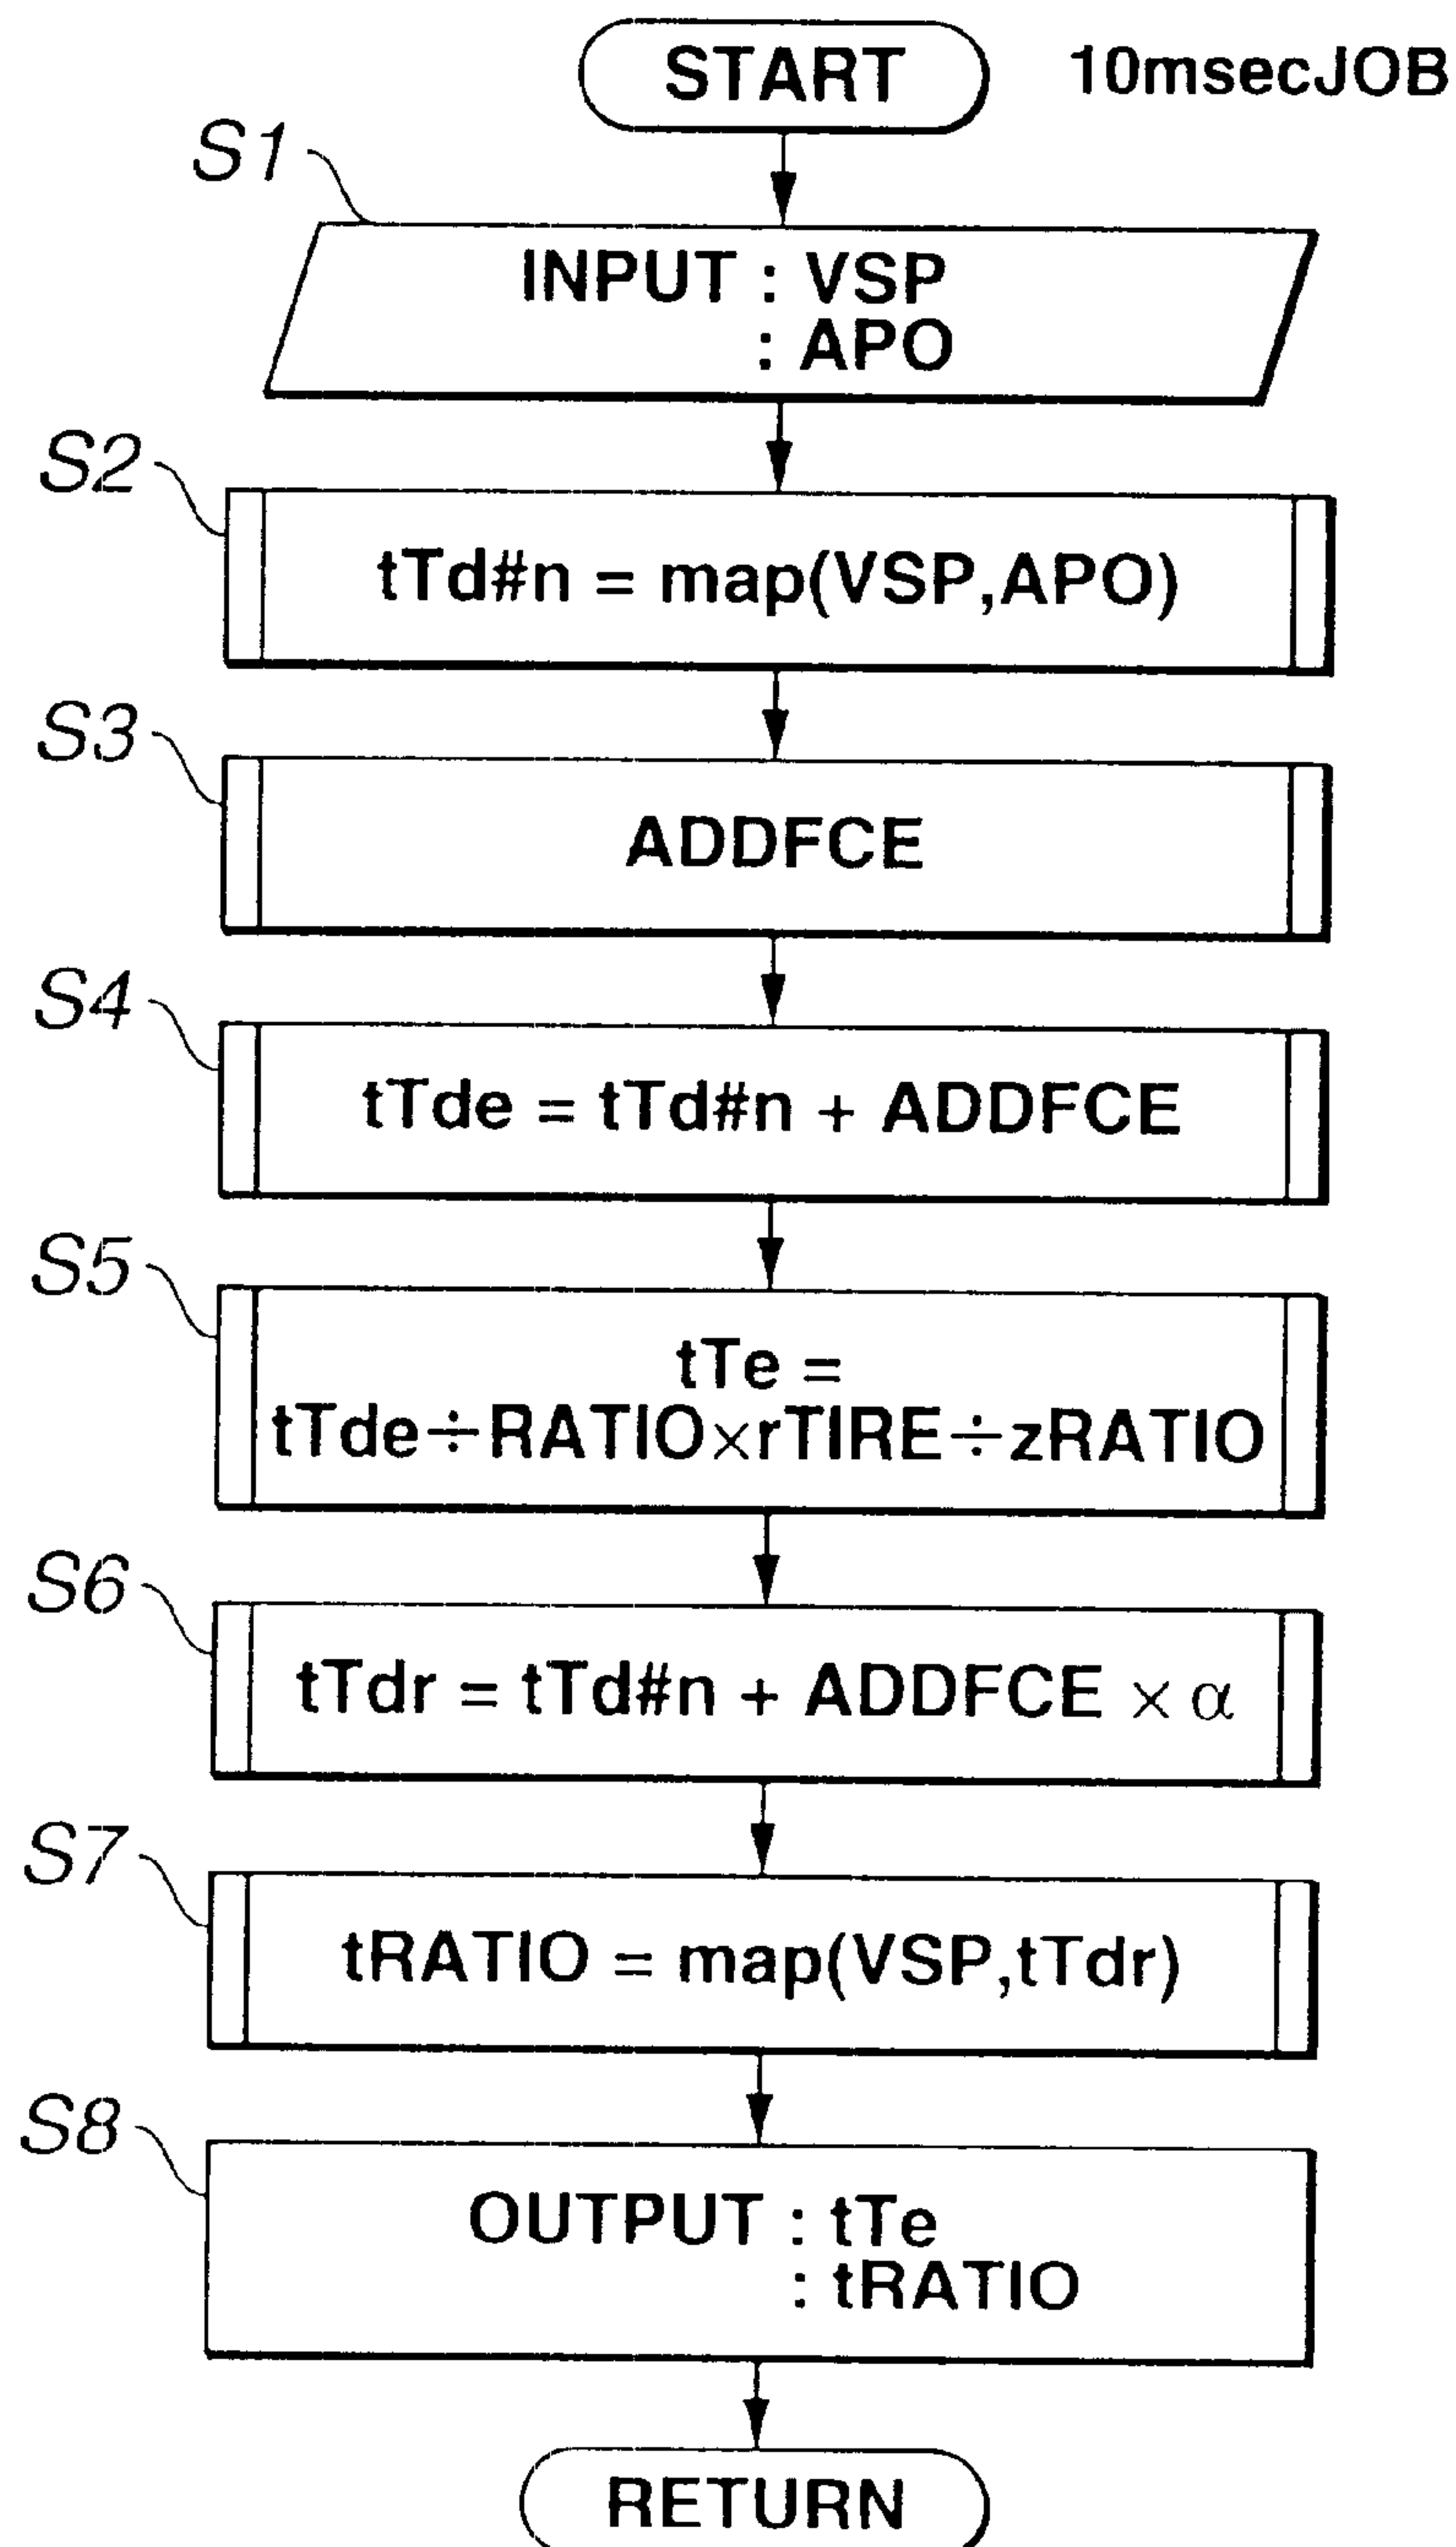 START
10msecJOB
S1
INPUT : VSP
: APO
S2
tTd#n = map(VSP,APO)
S3
ADDFCE
S4
tTde = tTd#n + ADDFCE
S5
tTe =
tTde÷RATIO×rTIRE÷zRATIO
S6
tTdr = tTd#n + ADDFCE × α
S7
tRATIO = map(VSP,tTdr)
S8
OUTPUT : tTe
: tRATIO
RETURN